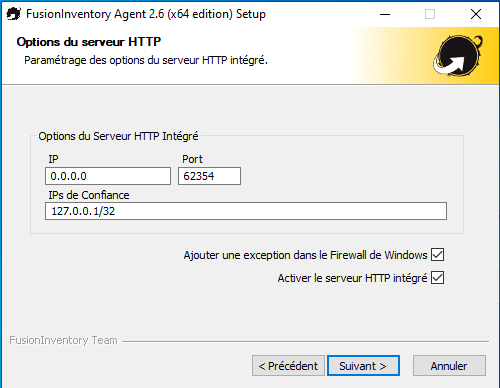 FusionInventory Agent 2.6 (x64 edition) Setup
Options du serveur HTTP
Paramétrage des options du serveur HTTP intégré.
Options du Serveur HTTP Intégré
IP Port
0.0.0.0 62354
IPs de Confiance
127.0.0.1/32
Ajouter une exception dans le Firewall de Windows
Activer le serveur HTTP intégré
FusionInventory Team
< Précédent Suivant > Annuler